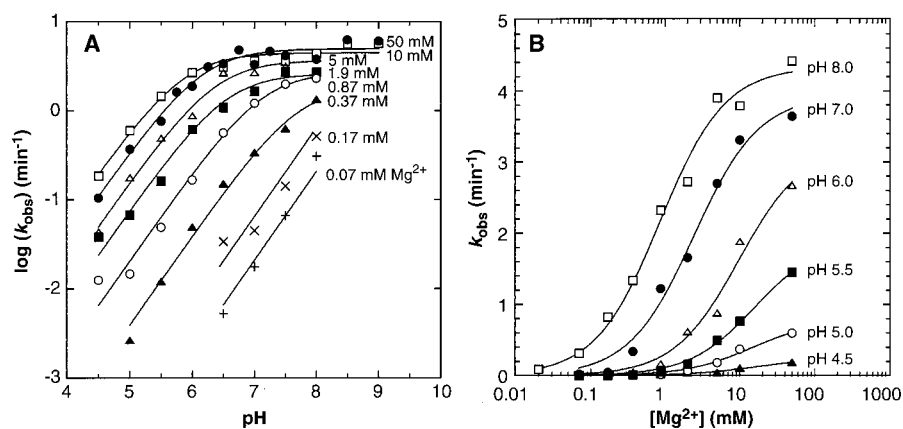 A
log (kobs) (min-1)
1
0
-1
-2
-3
4 5 6 7 8 9 10
pH
50 mM
10 mM
5 mM
1.9 mM
0.87 mM
0.37 mM
0.17 mM
0.07 mM Mg2+
B
kobs (min-1)
5
4
3
2
1
0
0.01 0.1 1 10 100
[Mg2+] (mM)
pH 8.0
pH 7.0
pH 6.0
pH 5.5
pH 5.0
pH 4.5